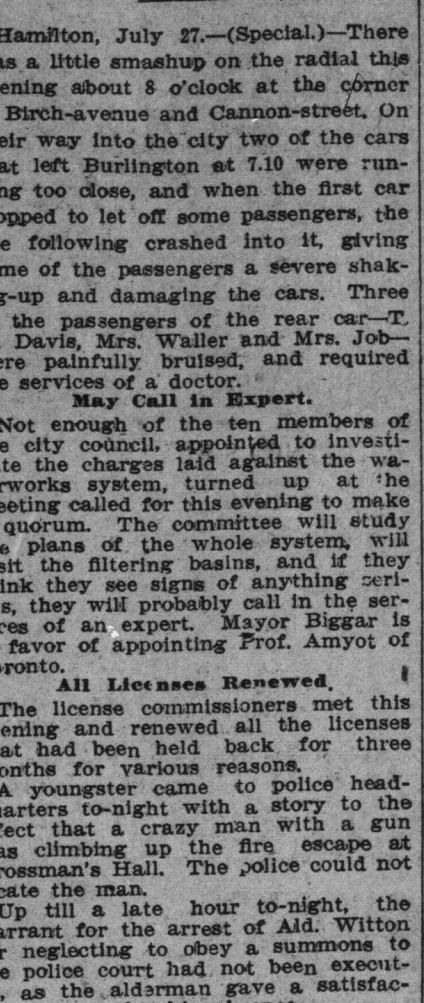 Hamilton, July 27.—(Special.)—There
as a little smashup on the radial this
ening about 8 o'clock at the corner
Birch-avenue and Cannon-street. On
eir way into the city two of the cars
at left Burlington at 7.10 were run-
ng too close, and when the first car
opped to let off some passengers, the
e following crashed into it, giving
me of the passengers a severe shak-
g-up and damaging the cars. Three
the passengers of the rear car—T.
. Davis, Mrs. Waller and Mrs. Job—
ere painfully bruised, and required
e services of a doctor.
May Call in Expert.
Not enough of the ten members of
e city council, appointed to investi-
te the charges laid against the wa-
rworks system, turned up at the
eeting called for this evening to make
quorum. The committee will study
e plans of the whole system, will
sit the filtering basins, and if they
ink they see signs of anything seri-
s, they will probably call in the ser-
ces of an expert. Mayor Biggar is
favor of appointing Prof. Amyot of
ronto.
All Licenses Renewed.
The license commissioners met this
ening and renewed all the licenses
at had been held back for three
onths for various reasons.
A youngster came to police head-
uarters to-night with a story to the
fect that a crazy man with a gun
as climbing up the fire escape at
rossman's Hall. The police could not
cate the man.
Up till a late hour to-night, the
arrant for the arrest of Ald. Witton
r neglecting to obey a summons to
e police court had not been execut-
, as the alderman gave a satisfac-